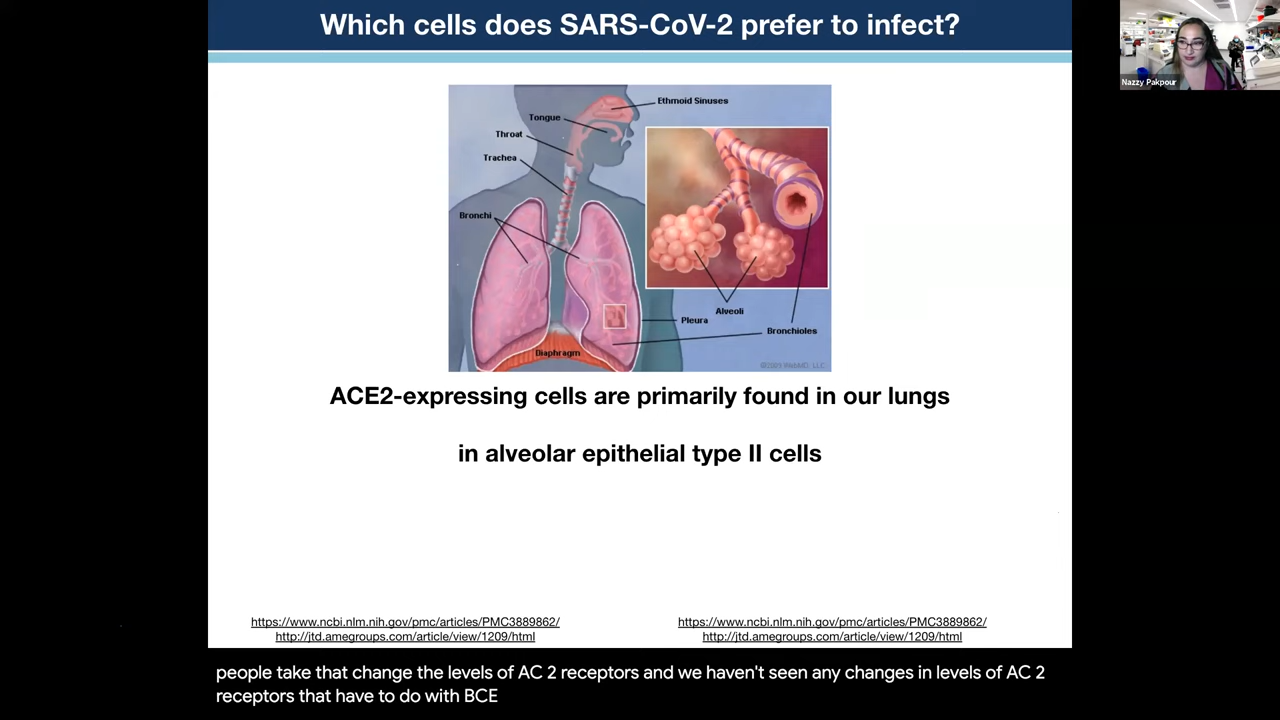 Which cells does SARS-CoV-2 prefer to infect?
Nazzy Pakpour
Ethmoid Sinuses
Tongue
Throat
Trachea
Bronchi
Alveoli
Pleura
Bronchioles
Diaphragm
©2009 WebMD, LLC.
ACE2-expressing cells are primarily found in our lungs
in alveolar epithelial type II cells
https://www.ncbi.nlm.nih.gov/pmc/articles/PMC3889862/
http://jtd.amegroups.com/article/view/1209/html
https://www.ncbi.nlm.nih.gov/pmc/articles/PMC3889862/
http://jtd.amegroups.com/article/view/1209/html
people take that change the levels of AC 2 receptors and we haven't seen any changes in levels of AC 2
receptors that have to do with BCE